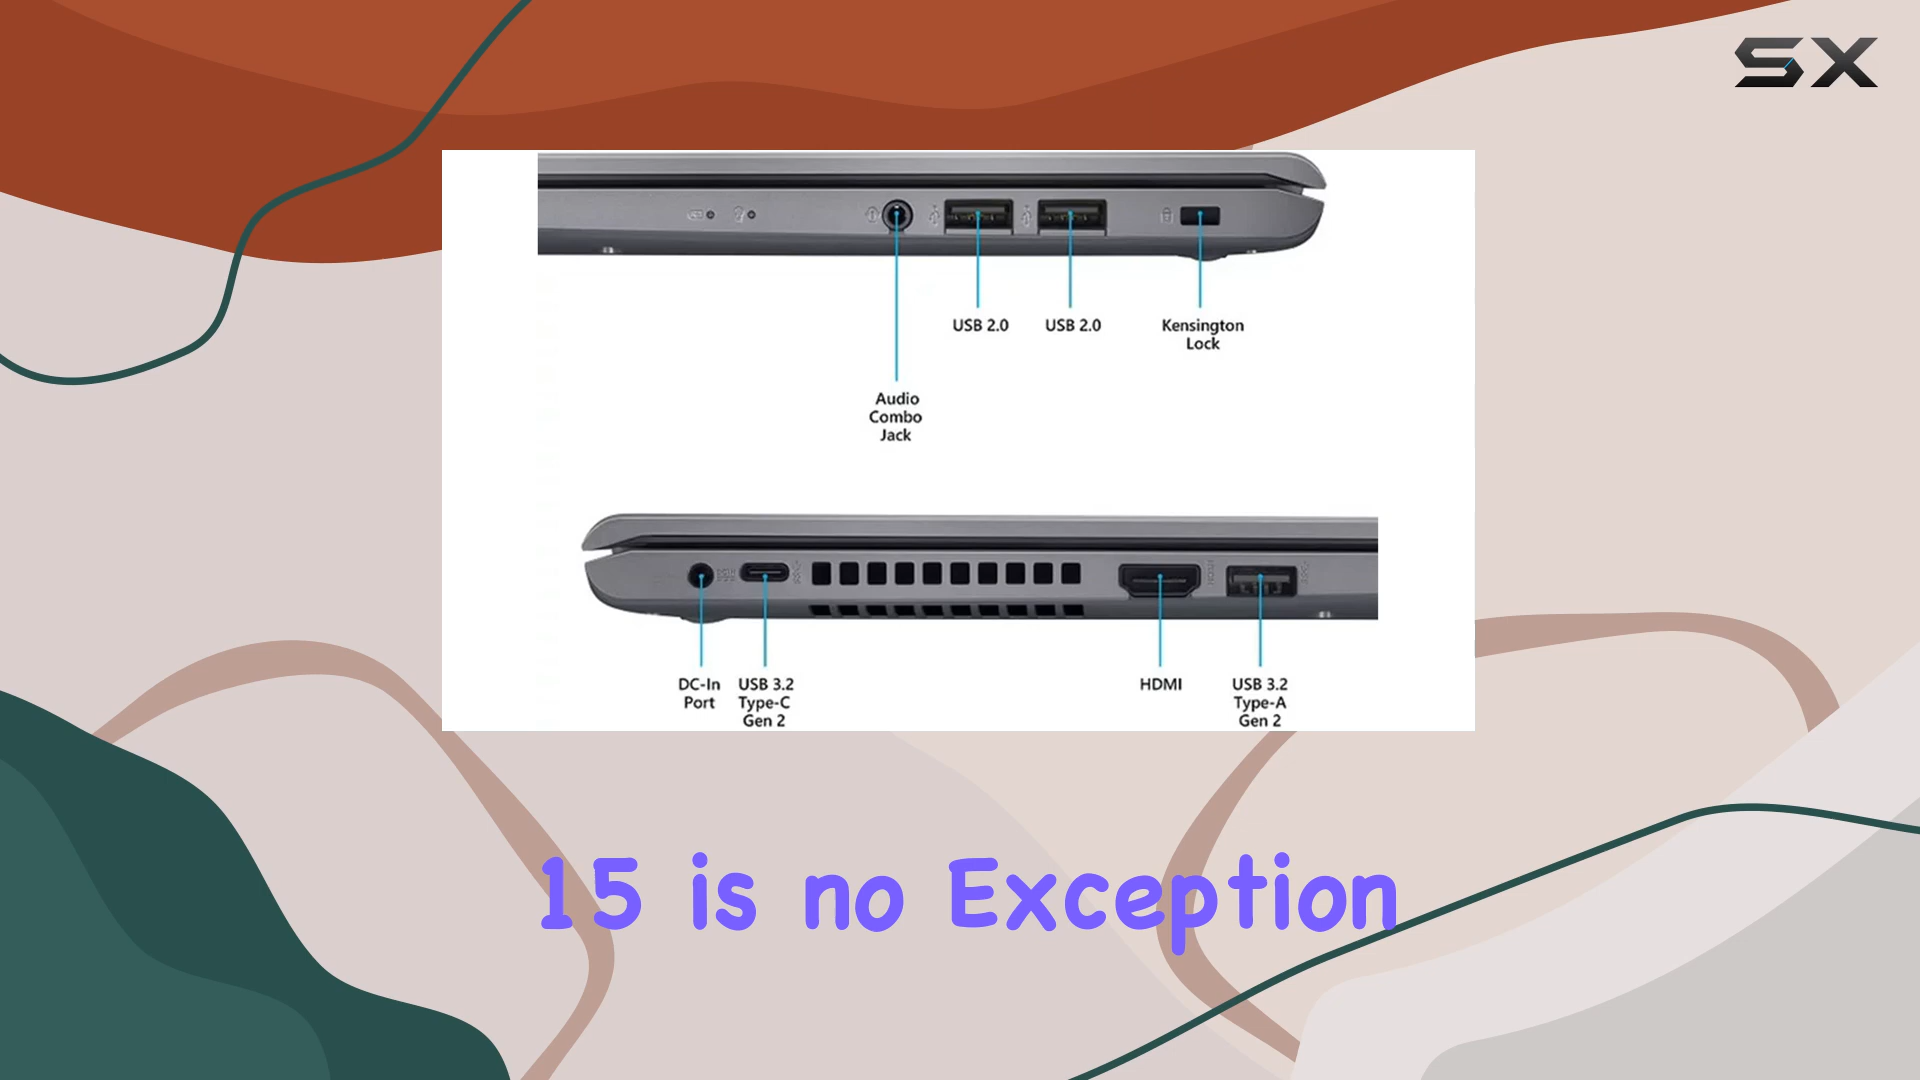 SX
USB 2.0
USB 2.0
Kensington
Lock
Audio
Combo
Jack
DC-In
Port
USB 3.2
Type-C
Gen 2
HDMI
USB 3.2
Type-A
Gen 2
15 is no Exception